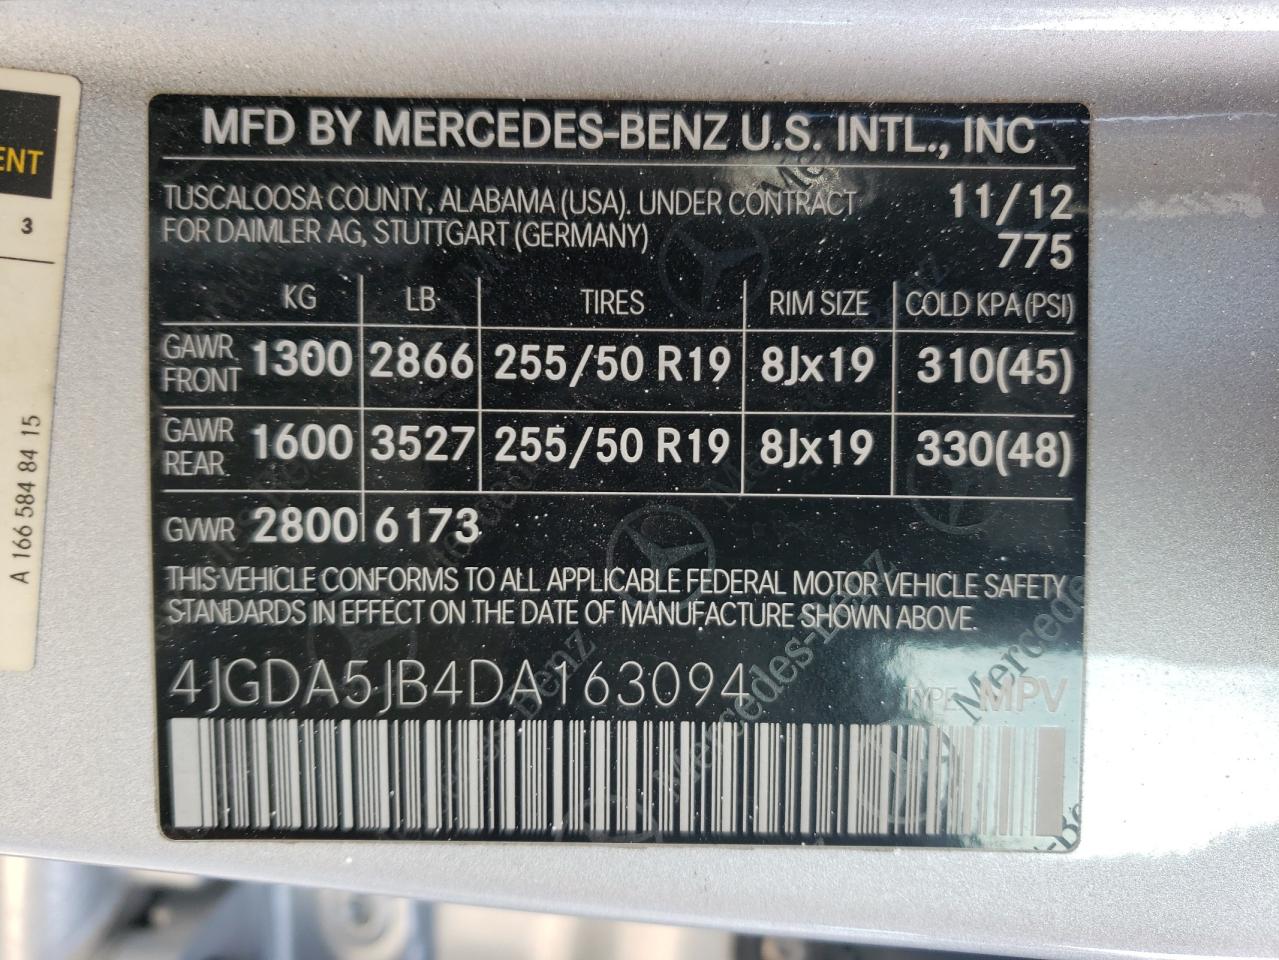 MFD BY MERCEDES-BENZ U.S. INTL., INC
TUSCALOOSA COUNTY, ALABAMA (USA). UNDER CONTRACT 11/12
FOR DAIMLER AG, STUTTGART (GERMANY) 775
KG LB TIRES RIM SIZE COLD KPA (PSI)
GAWR FRONT 1300 2866 255/50 R19 8Jx19 310(45)
GAWR REAR 1600 3527 255/50 R19 8Jx19 330(48)
GVWR 2800 6173
THIS VEHICLE CONFORMS TO ALL APPLICABLE FEDERAL MOTOR VEHICLE SAFETY
STANDARDS IN EFFECT ON THE DATE OF MANUFACTURE SHOWN ABOVE.
4JGDA5JB4DA163094 TYPE MPV
3
A 166 584 84 15
Mercedes-Benz